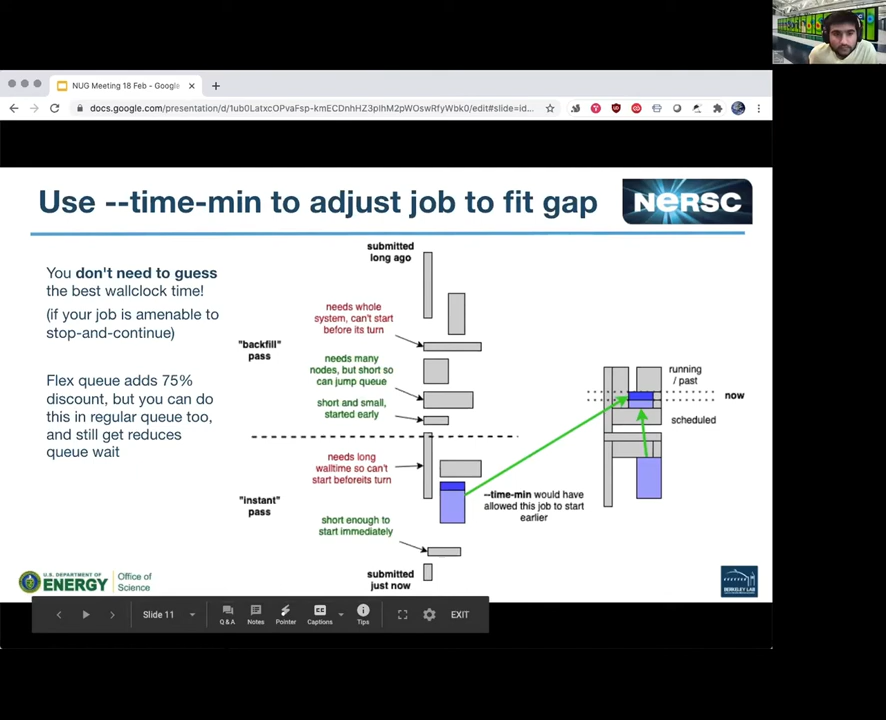 NUG Meeting 18 Feb - Google
docs.google.com/presentation/d/1ub0LatxcOPvaFsp-kmECDnhHZ3plhM2pWOswRfyWbk0/edit#slide=id...
Use --time-min to adjust job to fit gap
NERSC
You don't need to guess
the best wallclock time!
(if your job is amenable to
stop-and-continue)
Flex queue adds 75%
discount, but you can do
this in regular queue too,
and still get reduces
queue wait
submitted
long ago
needs whole
system, can't start
before its turn
"backfill"
pass
needs many
nodes, but short so
can jump queue
short and small,
started early
needs long
walltime so can't
start beforeits turn
"instant"
pass
short enough to
start immediately
submitted
just now
--time-min would have
allowed this job to start
earlier
running
/ past
now
scheduled
U.S. DEPARTMENT OF
ENERGY
Office of
Science
BERKELEY LAB
Slide 11
Q & A
Notes
Pointer
Captions
Tips
EXIT